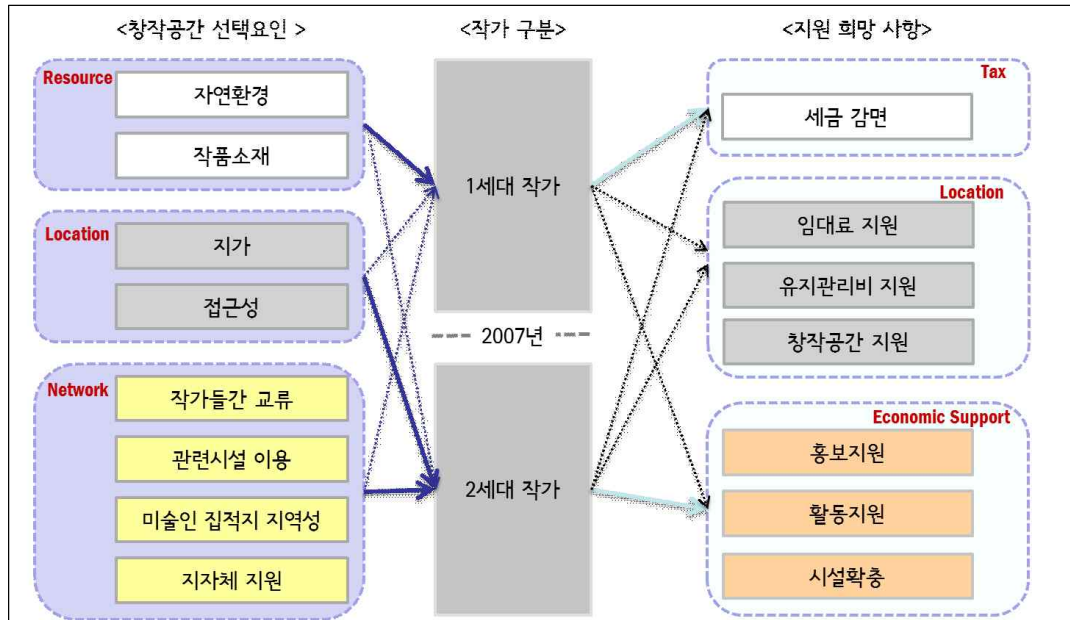 <창작공간 선택요인 >
<작가 구분>
<지원 희망 사항>
Resource
자연환경
작품소재
Location
지가
접근성
Network
작가들간 교류
관련시설 이용
미술인 집적지 지역성
지자체 지원
1세대 작가
2007년
2세대 작가
Tax
세금 감면
Location
임대료 지원
유지관리비 지원
창작공간 지원
Economic Support
홍보지원
활동지원
시설확충